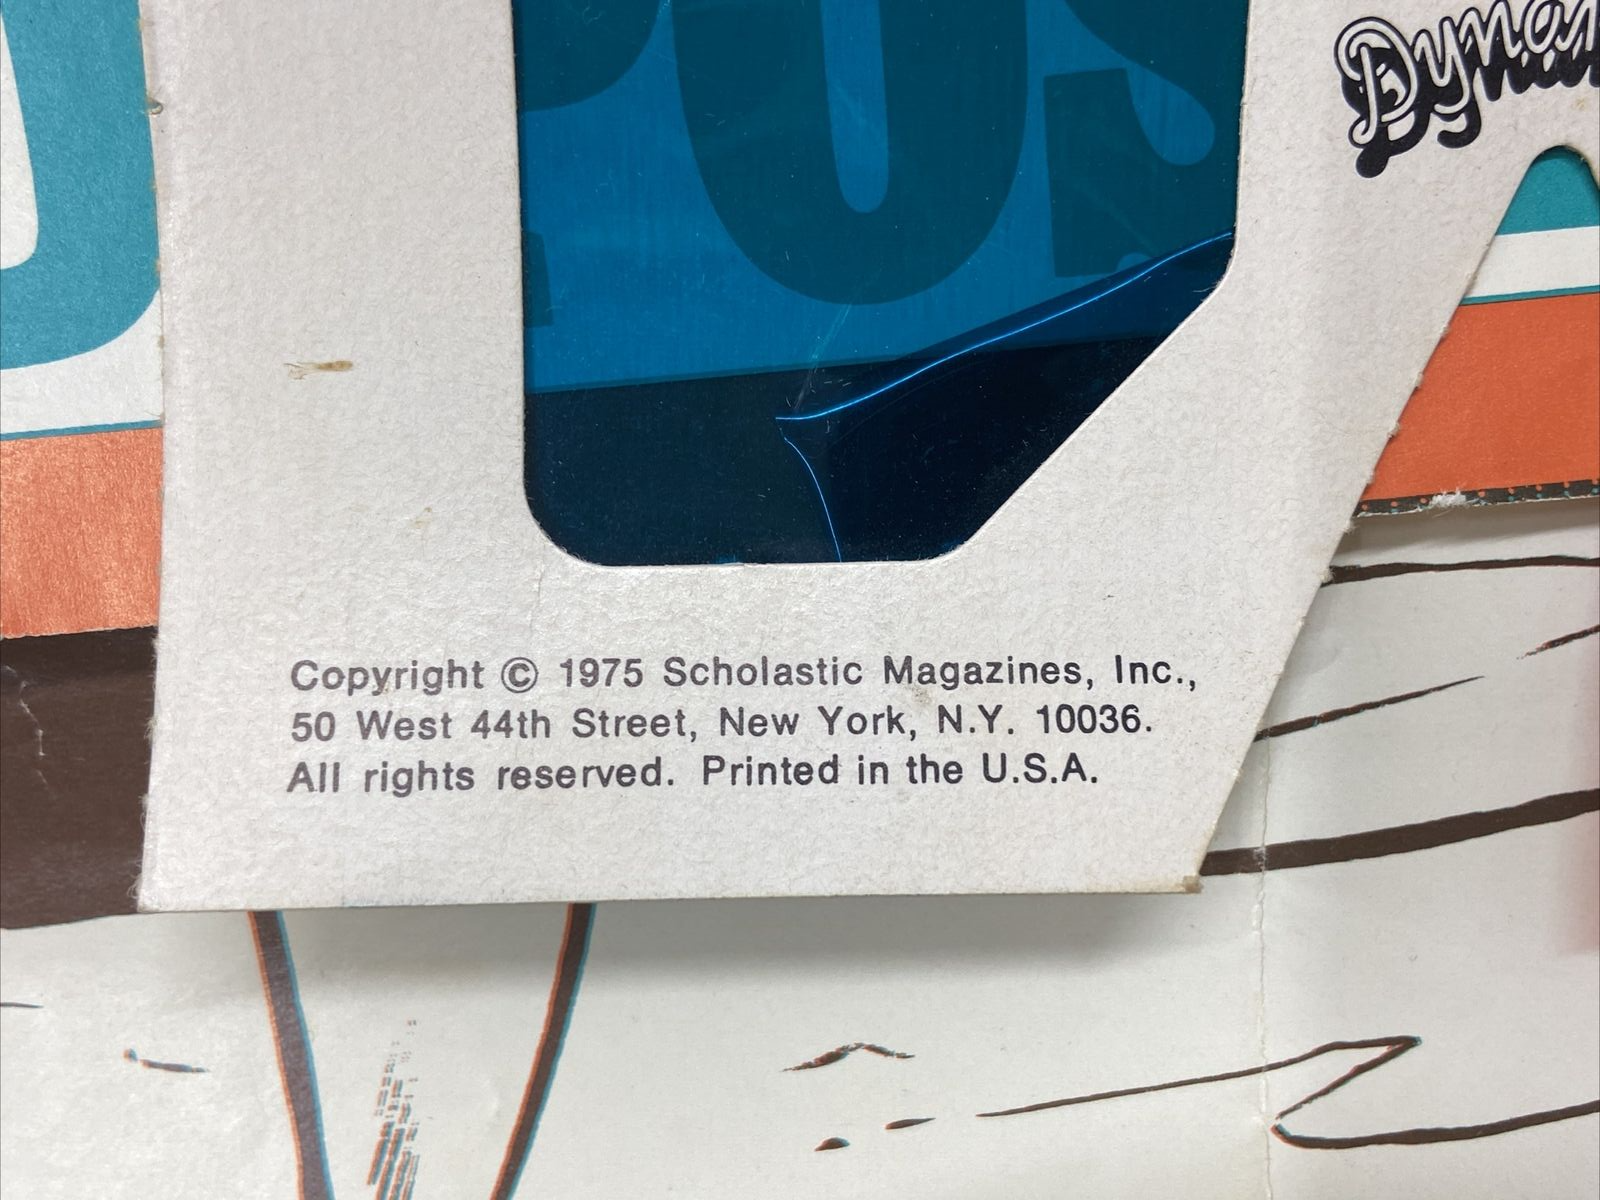 Copyright © 1975 Scholastic Magazines, Inc.,
50 West 44th Street, New York, N.Y. 10036.
All rights reserved. Printed in the U.S.A.